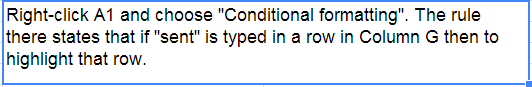 Right-click A1 and choose "Conditional formatting". The rule
there states that if "sent" is typed in a row in Column G then to
highlight that row.